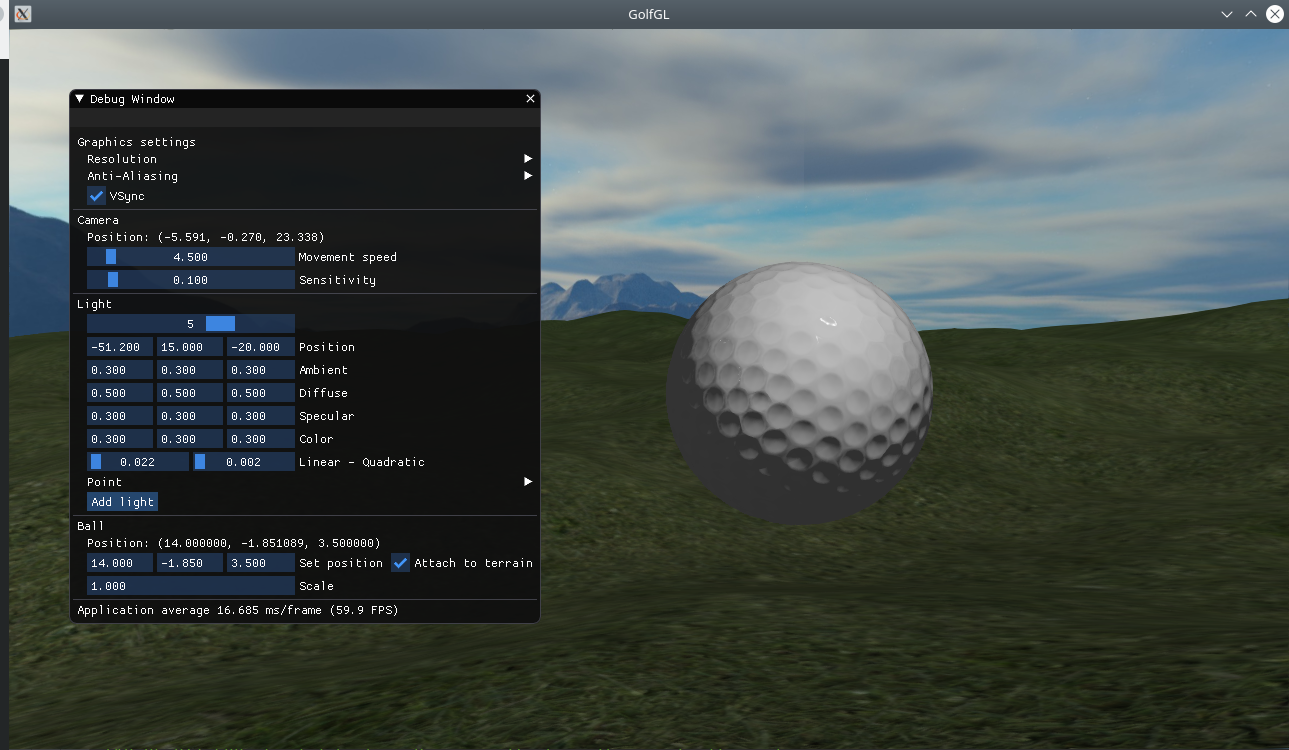 GolfGL
Debug Window
Graphics settings
Resolution
Anti-Aliasing
VSync
Camera
Position: (-5.591, -0.270, 23.338)
4.500 Movement speed
0.100 Sensitivity
Light
5
-51.200 15.000 -20.000 Position
0.300 0.300 0.300 Ambient
0.500 0.500 0.500 Diffuse
0.300 0.300 0.300 Specular
0.300 0.300 0.300 Color
0.022 0.002 Linear - Quadratic
Point
Add light
Ball
Position: (14.000000, -1.851089, 3.500000)
14.000 -1.850 3.500 Set position Attach to terrain
1.000 Scale
Application average 16.685 ms/frame (59.9 FPS)